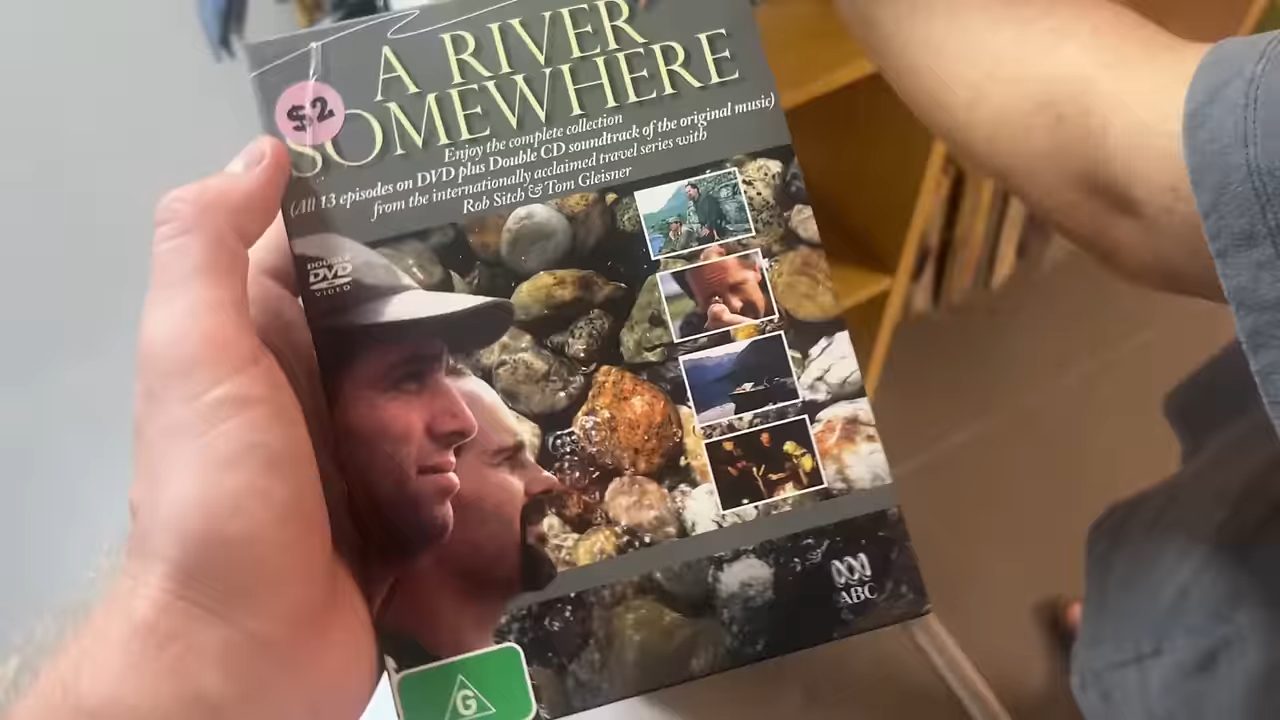 A RIVER
SOMEWHERE
$2
Enjoy the complete collection
(All 13 episodes on DVD plus Double CD soundtrack of the original music)
from the internationally acclaimed travel series with
Rob Sitch & Tom Gleisner
DOUBLE
DVD
VIDEO
ABC
G